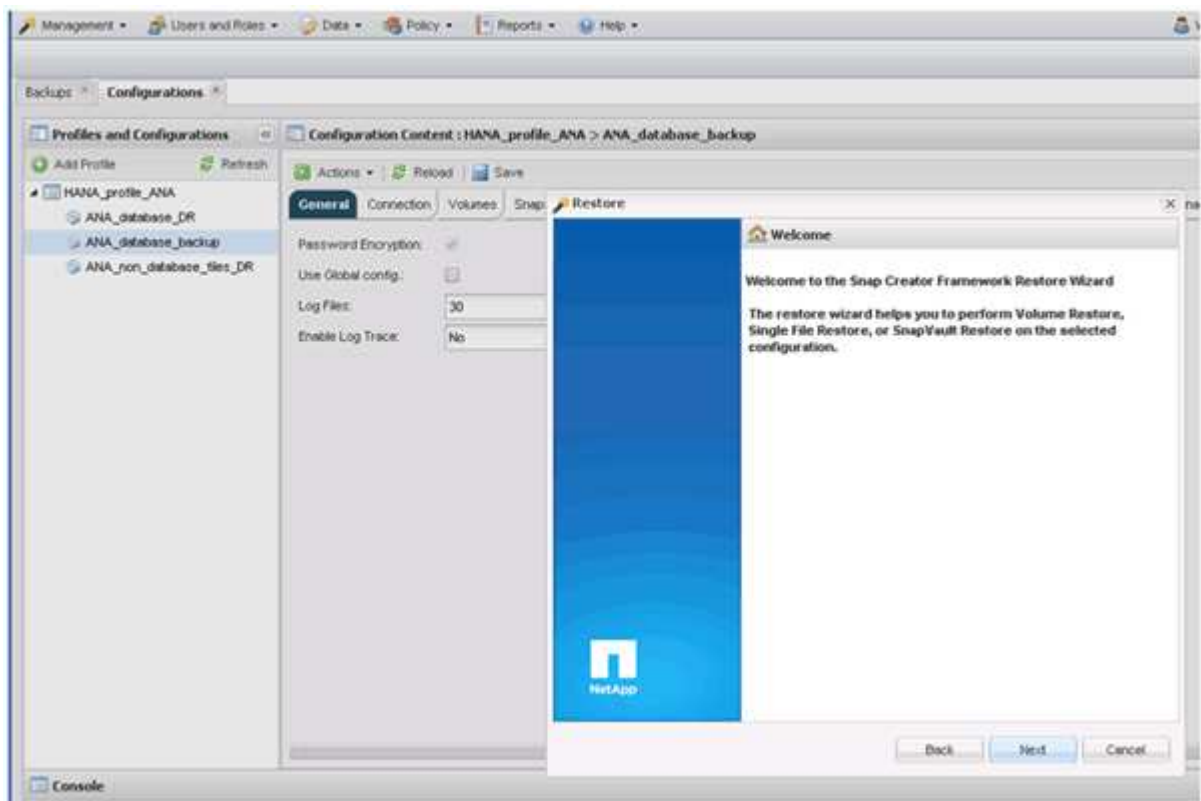 Management Users and Roles Data Policy Reports Help
Backups Configurations
Profiles and Configurations
Add Profile Refresh
HANA_profile_ANA
ANA_database_DR
ANA_database_backup
ANA_non_database_files_DR
Configuration Content : HANA_profile_ANA > ANA_database_backup
Actions Reload Save
General Connection Volumes
Password Encryption:
Use Global config.:
Log Files: 30
Enable Log Trace: No
Restore
Welcome
Welcome to the Snap Creator Framework Restore Wizard
The restore wizard helps you to perform Volume Restore,
Single File Restore, or SnapVault Restore on the selected
configuration.
NetApp
Back Next Cancel
Console